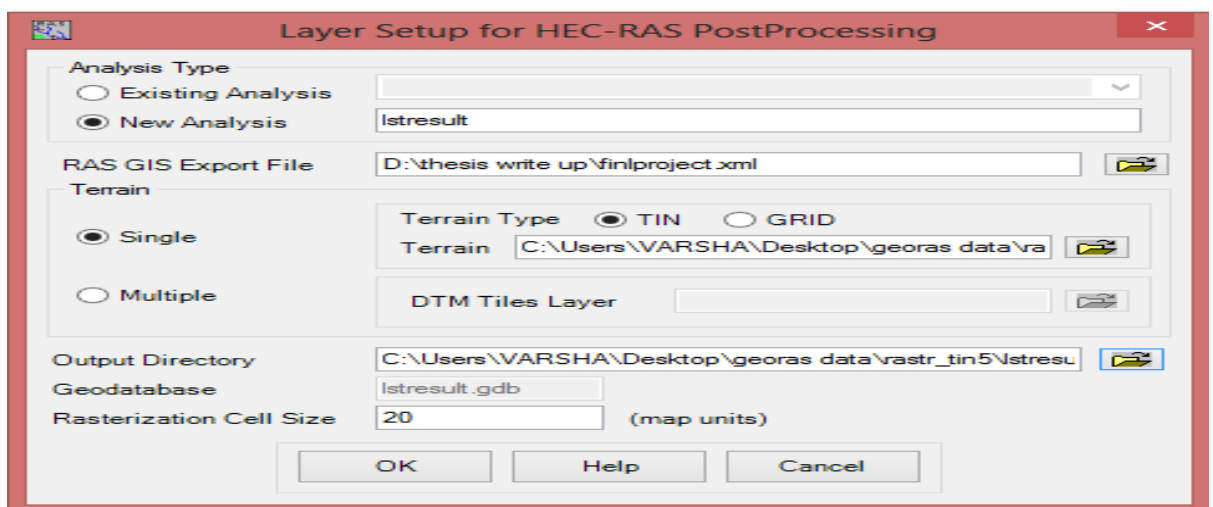 Layer Setup for HEC-RAS PostProcessing
Analysis Type
Existing Analysis
New Analysis lstresult
RAS GIS Export File D:\thesis write up\finlproject.xml
Terrain
Single
Terrain Type TIN GRID
Terrain C:\Users\VARSHA\Desktop\georas data\ra
Multiple
DTM Tiles Layer
Output Directory C:\Users\VARSHA\Desktop\georas data\rastr_tin5\lstresu
Geodatabase lstresult.gdb
Rasterization Cell Size 20 (map units)
OK Help Cancel